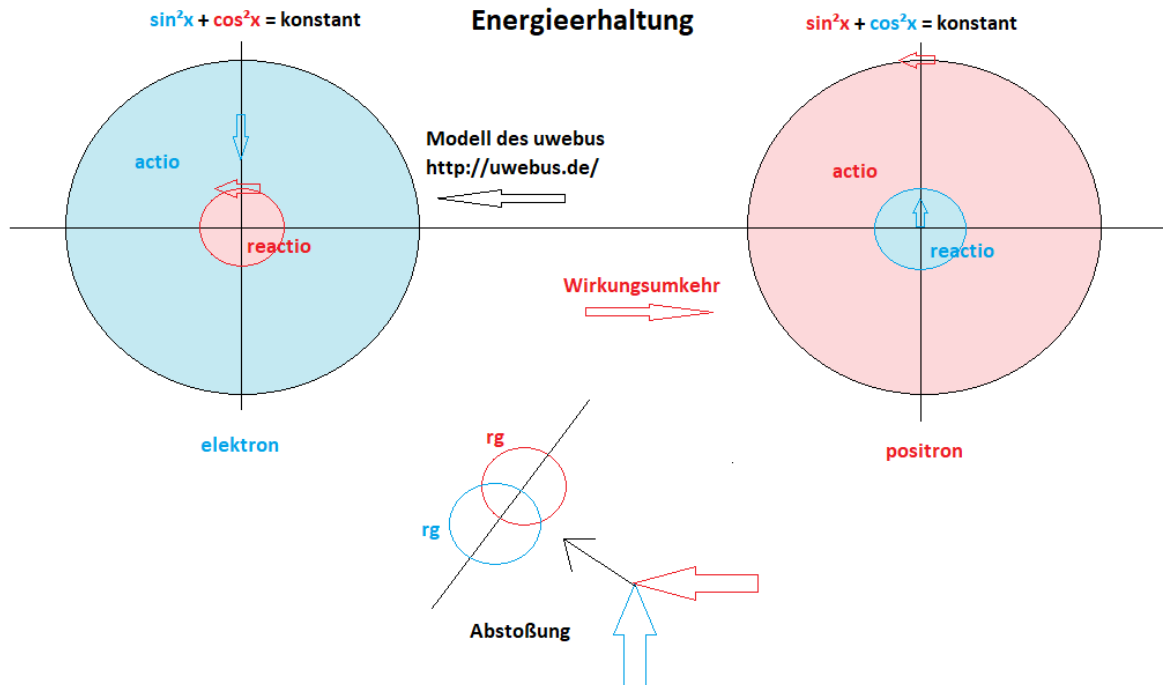 Energieerhaltung
sin²x + cos²x = konstant
sin²x + cos²x = konstant
actio
reactio
Modell des uwebus
http://uwebus.de/
actio
reactio
Wirkungsumkehr
elektron
positron
rg
rg
Abstoßung